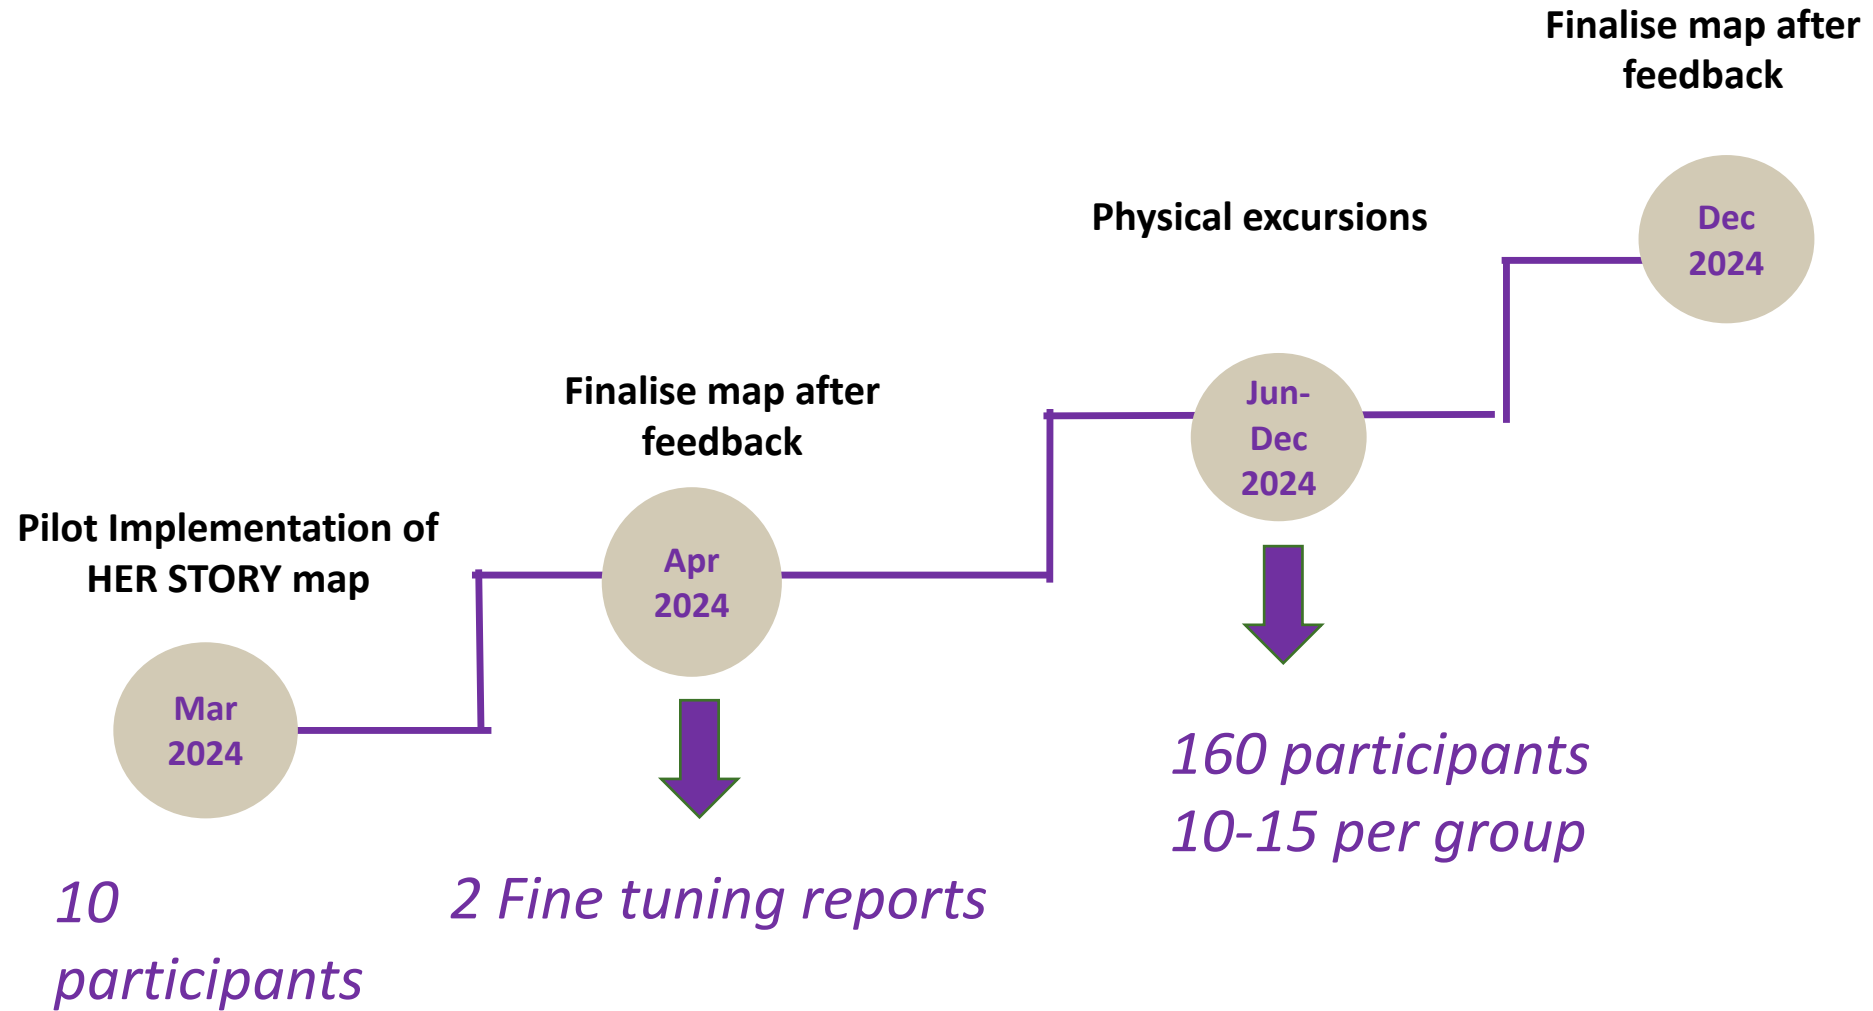 Pilot Implementation of
HER STORY map
Mar
2024
10
participants
Finalise map after
feedback
Apr
2024
2 Fine tuning reports
Physical excursions
Jun-
Dec
2024
160 participants
10-15 per group
Finalise map after
feedback
Dec
2024